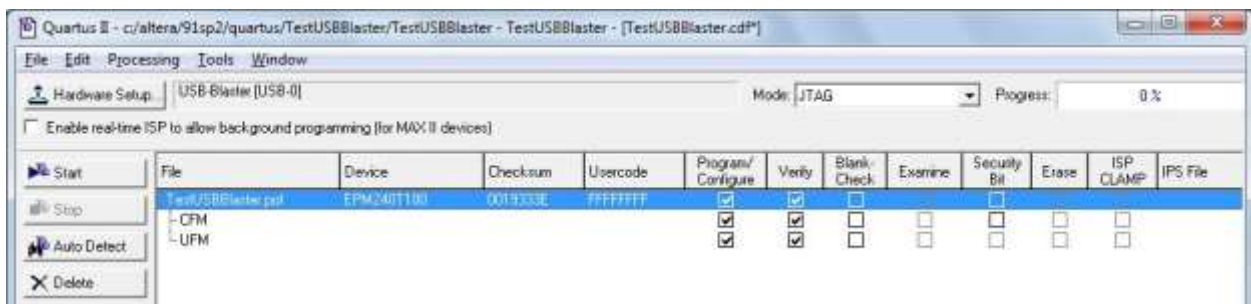 Quartus II - c:/altera/91sp2/quartus/TestUSBBlaster/TestUSBBlaster - TestUSBBlaster - [TestUSBBlaster.cdf*]
File Edit Processing Tools Window
Hardware Setup... USB-Blaster [USB-0] Mode: JTAG Progress: 0 %
Enable real-time ISP to allow background programming (for MAX II devices)
Start
Stop
Auto Detect
Delete
File Device Checksum Usercode Program/ Configure Verify Blank- Check Examine Security Bit Erase ISP CLAMP IPS File
TestUSBBlaster.pof EPM240T100 0019333E FFFFFFFF
CFM
UFM